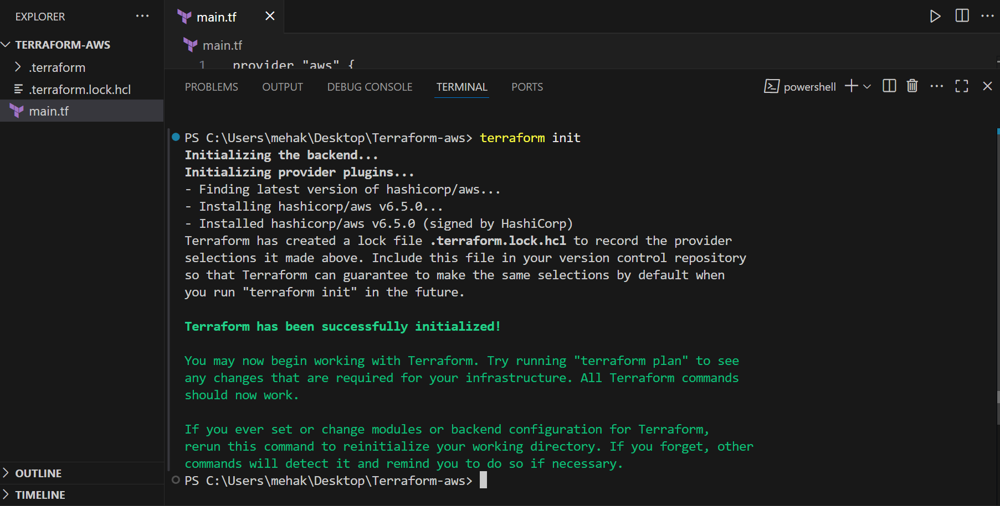 EXPLORER
TERRAFORM-AWS
.terraform
.terraform.lock.hcl
main.tf
OUTLINE
TIMELINE
main.tf
main.tf
1 provider "aws" {
PROBLEMS OUTPUT DEBUG CONSOLE TERMINAL PORTS
powershell
PS C:\Users\mehak\Desktop\Terraform-aws> terraform init
Initializing the backend...
Initializing provider plugins...
- Finding latest version of hashicorp/aws...
- Installing hashicorp/aws v6.5.0...
- Installed hashicorp/aws v6.5.0 (signed by HashiCorp)
Terraform has created a lock file .terraform.lock.hcl to record the provider
selections it made above. Include this file in your version control repository
so that Terraform can guarantee to make the same selections by default when
you run "terraform init" in the future.
Terraform has been successfully initialized!
You may now begin working with Terraform. Try running "terraform plan" to see
any changes that are required for your infrastructure. All Terraform commands
should now work.
If you ever set or change modules or backend configuration for Terraform,
rerun this command to reinitialize your working directory. If you forget, other
commands will detect it and remind you to do so if necessary.
PS C:\Users\mehak\Desktop\Terraform-aws>